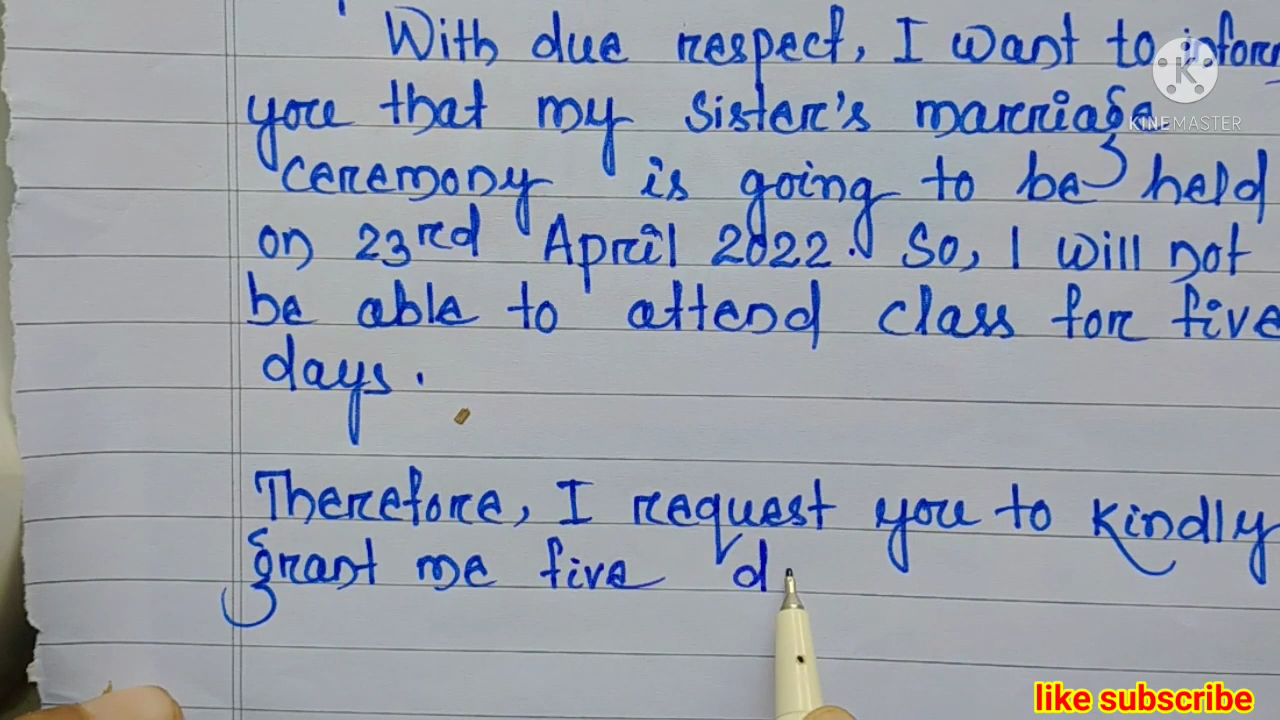 With due respect, I want to inform
you that my sister's marriage
ceremony is going to be held
on 23rd April 2022. So, I will not
be able to attend class for five
days.
Therefore, I request you to kindly
grant me five d
KINEMASTER
like subscribe